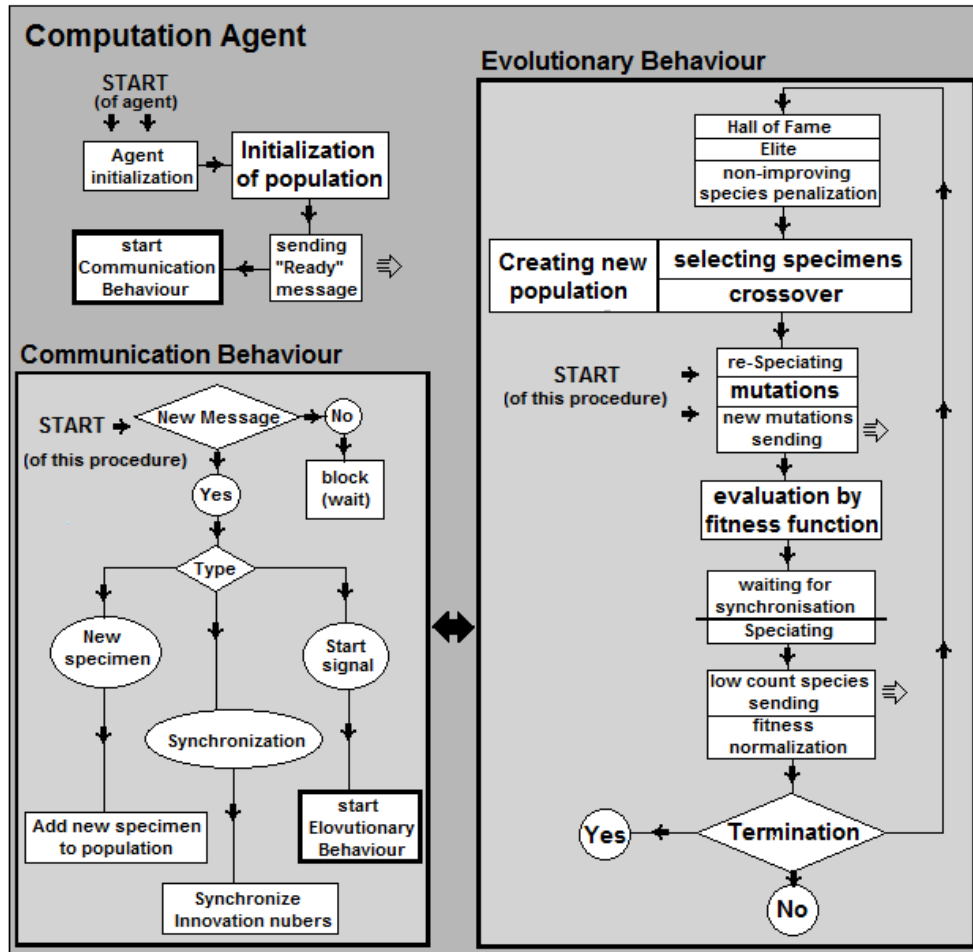 Computation Agent
START
(of agent)
Agent
initialization
Initialization
of population
sending
"Ready"
message
start
Communication
Behaviour
Communication Behaviour
START
(of this procedure)
New Message
No
block
(wait)
Yes
Type
New
specimen
Start
signal
Synchronization
Add new specimen
to population
start
Elovutionary
Behaviour
Synchronize
Innovation nubers
Evolutionary Behaviour
Hall of Fame
Elite
non-improving
species penalization
Creating new
population
selecting specimens
crossover
START
(of this procedure)
re-Speciating
mutations
new mutations
sending
evaluation by
fitness function
waiting for
synchronisation
Speciating
low count species
sending
fitness
normalization
Termination
Yes
No